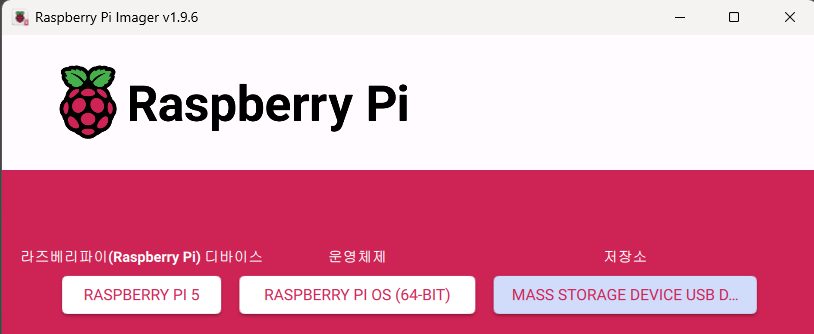 Raspberry Pi Imager v1.9.6
Raspberry Pi
라즈베리파이(Raspberry Pi) 디바이스
운영체제
저장소
RASPBERRY PI 5
RASPBERRY PI OS (64-BIT)
MASS STORAGE DEVICE USB D...